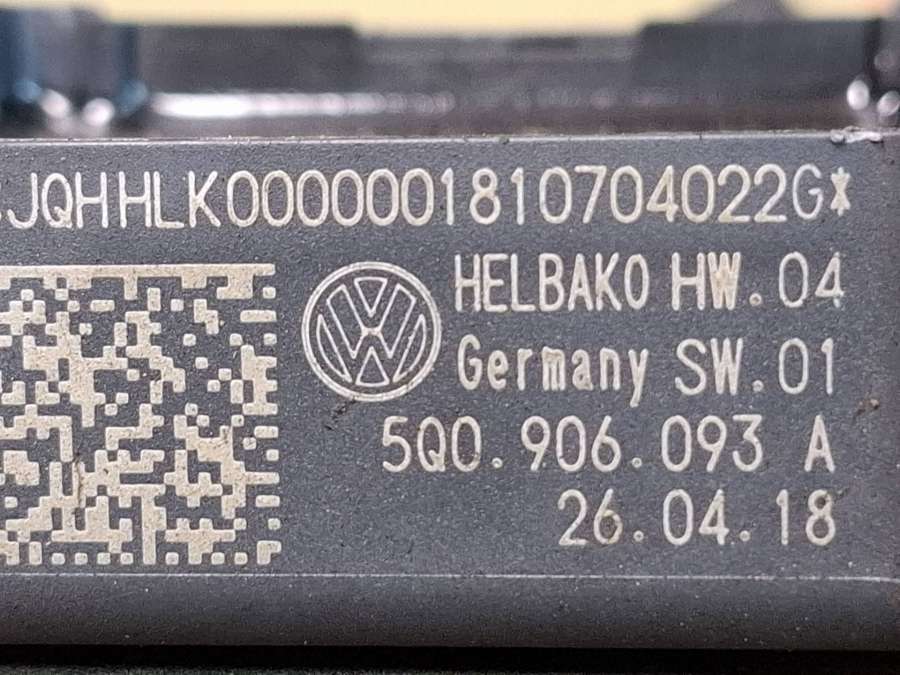 JQHHLK0000001810704022G*
HELBAKO HW.04
Germany SW.01
5Q0.906.093 A
26.04.18